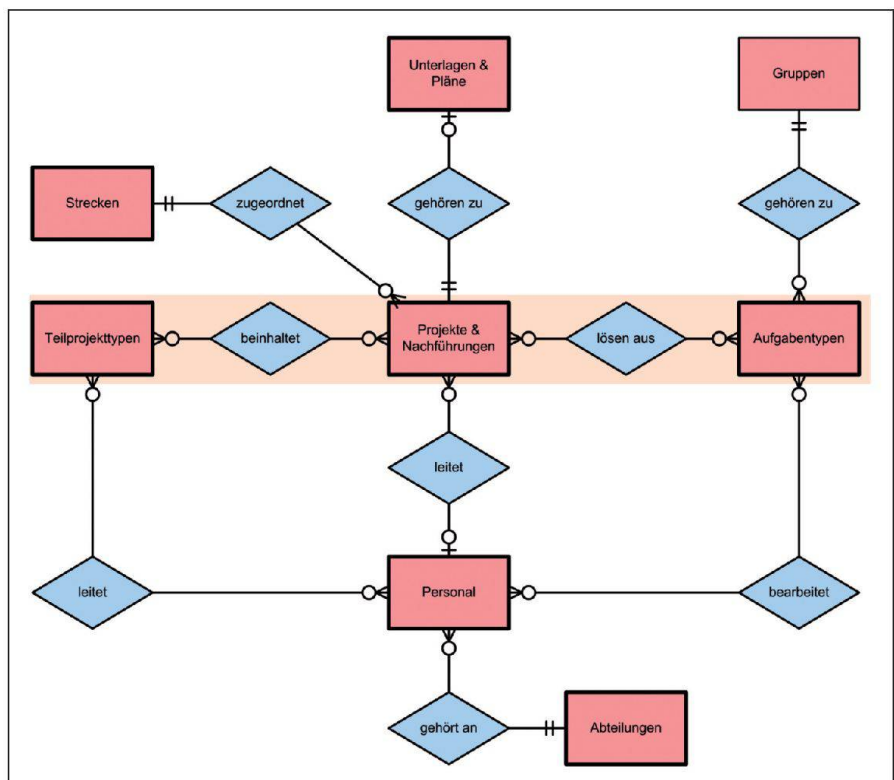 Unterlagen &
Pläne
Gruppen
Strecken
zugeordnet
gehören zu
gehören zu
Teilprojekttypen
beinhaltet
Projekte &
Nachführungen
lösen aus
Aufgabentypen
leitet
leitet
Personal
bearbeitet
gehört an
Abteilungen